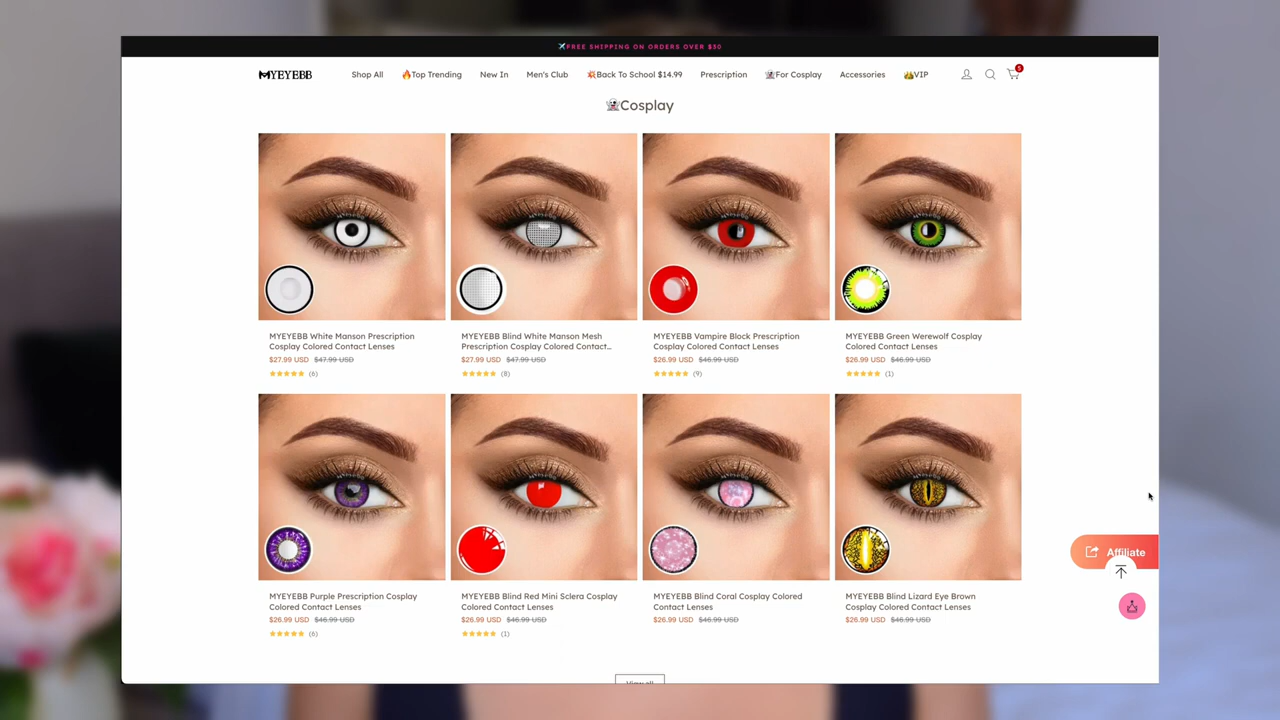 ✈️FREE SHIPPING ON ORDERS OVER $50
MYEYEBB
Shop All
🔥Top Trending
New In
Men's Club
💥Back To School $14.99
Prescription
👻For Cosplay
Accessories
👑VIP
5
👻Cosplay
MYEYEBB White Manson Prescription
Cosplay Colored Contact Lenses
$27.99 USD $47.99 USD
★★★★★ (6)
MYEYEBB Blind White Manson Mesh
Prescription Cosplay Colored Contact...
$27.99 USD $47.99 USD
★★★★★ (8)
MYEYEBB Vampire Block Prescription
Cosplay Colored Contact Lenses
$26.99 USD $46.99 USD
★★★★★ (9)
MYEYEBB Green Werewolf Cosplay
Colored Contact Lenses
$26.99 USD $46.99 USD
★★★★★ (1)
MYEYEBB Purple Prescription Cosplay
Colored Contact Lenses
$26.99 USD $46.99 USD
★★★★★ (6)
MYEYEBB Blind Red Mini Sclera Cosplay
Colored Contact Lenses
$26.99 USD $46.99 USD
★★★★★ (1)
MYEYEBB Blind Coral Cosplay Colored
Contact Lenses
$26.99 USD $46.99 USD
MYEYEBB Blind Lizard Eye Brown
Cosplay Colored Contact Lenses
$26.99 USD $46.99 USD
Affiliate
View all